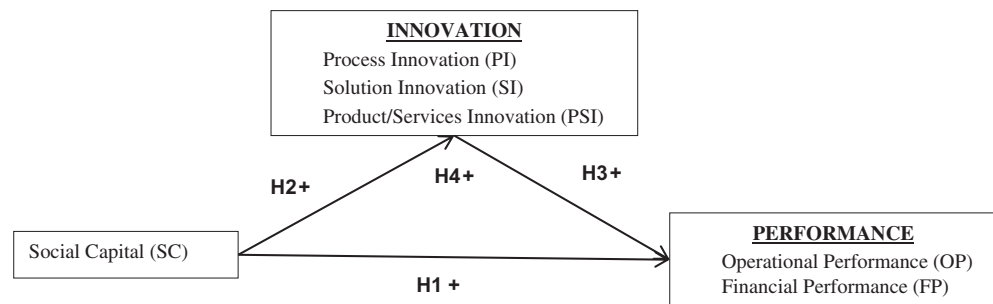 INNOVATION
Process Innovation (PI)
Solution Innovation (SI)
Product/Services Innovation (PSI)
H2+
H4+
H3+
Social Capital (SC)
H1 +
PERFORMANCE
Operational Performance (OP)
Financial Performance (FP)